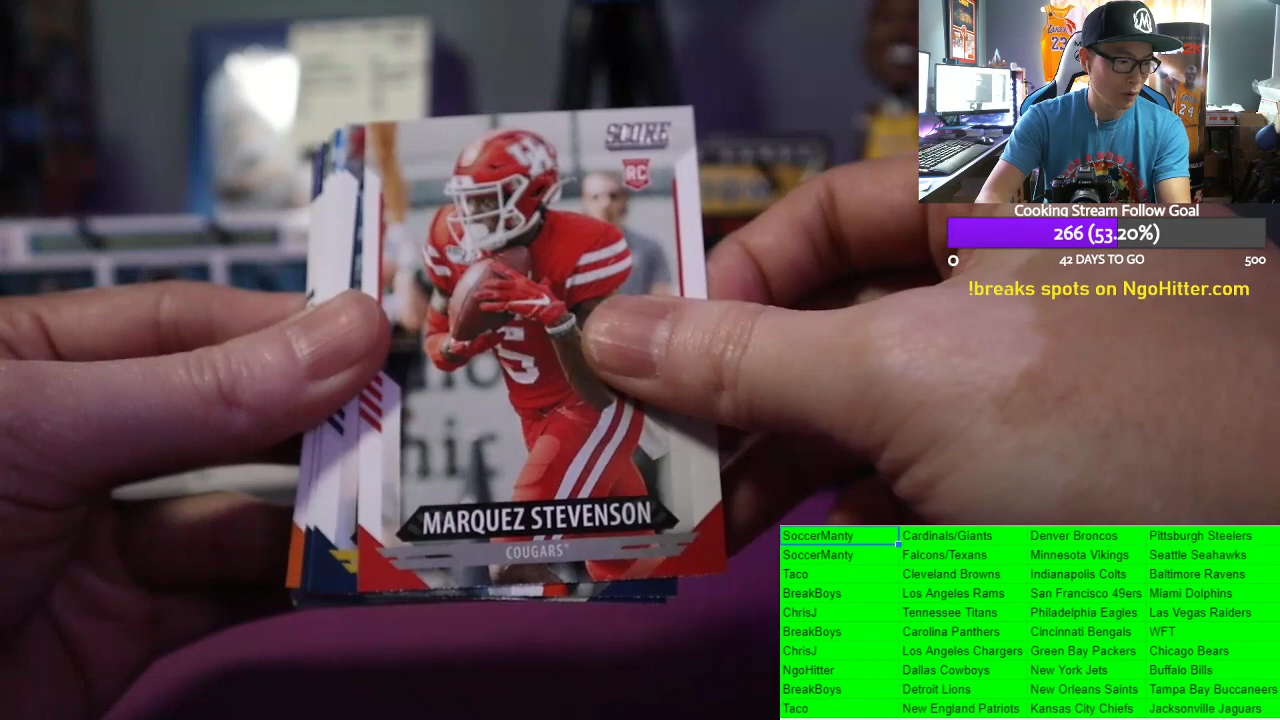 SCORE
RC
UH
5
MARQUEZ STEVENSON
COUGARS
23
24
Cooking Stream Follow Goal
266 (53.20%)
0 42 DAYS TO GO 500
!breaks spots on NgoHitter.com
SoccerManty Cardinals/Giants Denver Broncos Pittsburgh Steelers
SoccerManty Falcons/Texans Minnesota Vikings Seattle Seahawks
Taco Cleveland Browns Indianapolis Colts Baltimore Ravens
BreakBoys Los Angeles Rams San Francisco 49ers Miami Dolphins
ChrisJ Tennessee Titans Philadelphia Eagles Las Vegas Raiders
BreakBoys Carolina Panthers Cincinnati Bengals WFT
ChrisJ Los Angeles Chargers Green Bay Packers Chicago Bears
NgoHitter Dallas Cowboys New York Jets Buffalo Bills
BreakBoys Detroit Lions New Orleans Saints Tampa Bay Buccaneers
Taco New England Patriots Kansas City Chiefs Jacksonville Jaguars